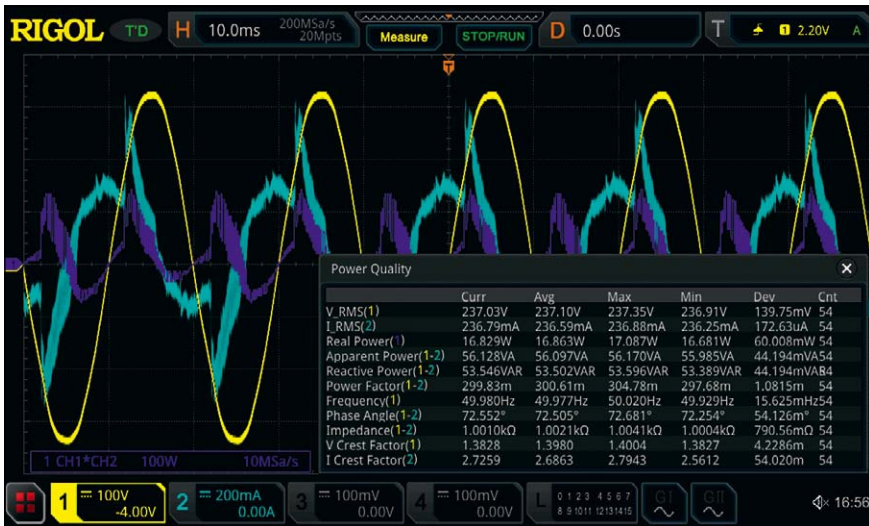 RIGOL T'D H 10.0ms 200MSa/s 20Mpts Measure STOP/RUN D 0.00s T 1 2.20V A
T
Power Quality
Curr Avg Max Min Dev Cnt
V_RMS(1) 237.03V 237.10V 237.35V 236.91V 139.75mV 54
I_RMS(2) 236.79mA 236.59mA 236.88mA 236.25mA 172.63uA 54
Real Power(1) 16.829W 16.863W 17.087W 16.681W 60.008mW 54
Apparent Power(1-2) 56.128VA 56.097VA 56.170VA 55.985VA 44.194mVA54
Reactive Power(1-2) 53.546VAR 53.502VAR 53.596VAR 53.389VAR 44.194mVAR54
Power Factor(1-2) 299.83m 300.61m 304.78m 297.68m 1.0815m 54
Frequency(1) 49.980Hz 49.977Hz 50.020Hz 49.929Hz 15.625mHz54
Phase Angle(1-2) 72.552° 72.505° 72.681° 72.254° 54.126m° 54
Impedance(1-2) 1.0010kΩ 1.0021kΩ 1.0041kΩ 1.0004kΩ 790.56mΩ 54
V Crest Factor(1) 1.3828 1.3980 1.4004 1.3827 4.2286m 54
I Crest Factor(2) 2.7259 2.6863 2.7943 2.5612 54.020m 54
1 CH1*CH2 100W 10MSa/s
1 100V -4.00V 2 200mA 0.00A 3 100mV 0.00V 4 100mV 0.00V L 0 1 2 3 4 5 6 7 8 9 10 11 12 13 14 15 GI GII 16:56